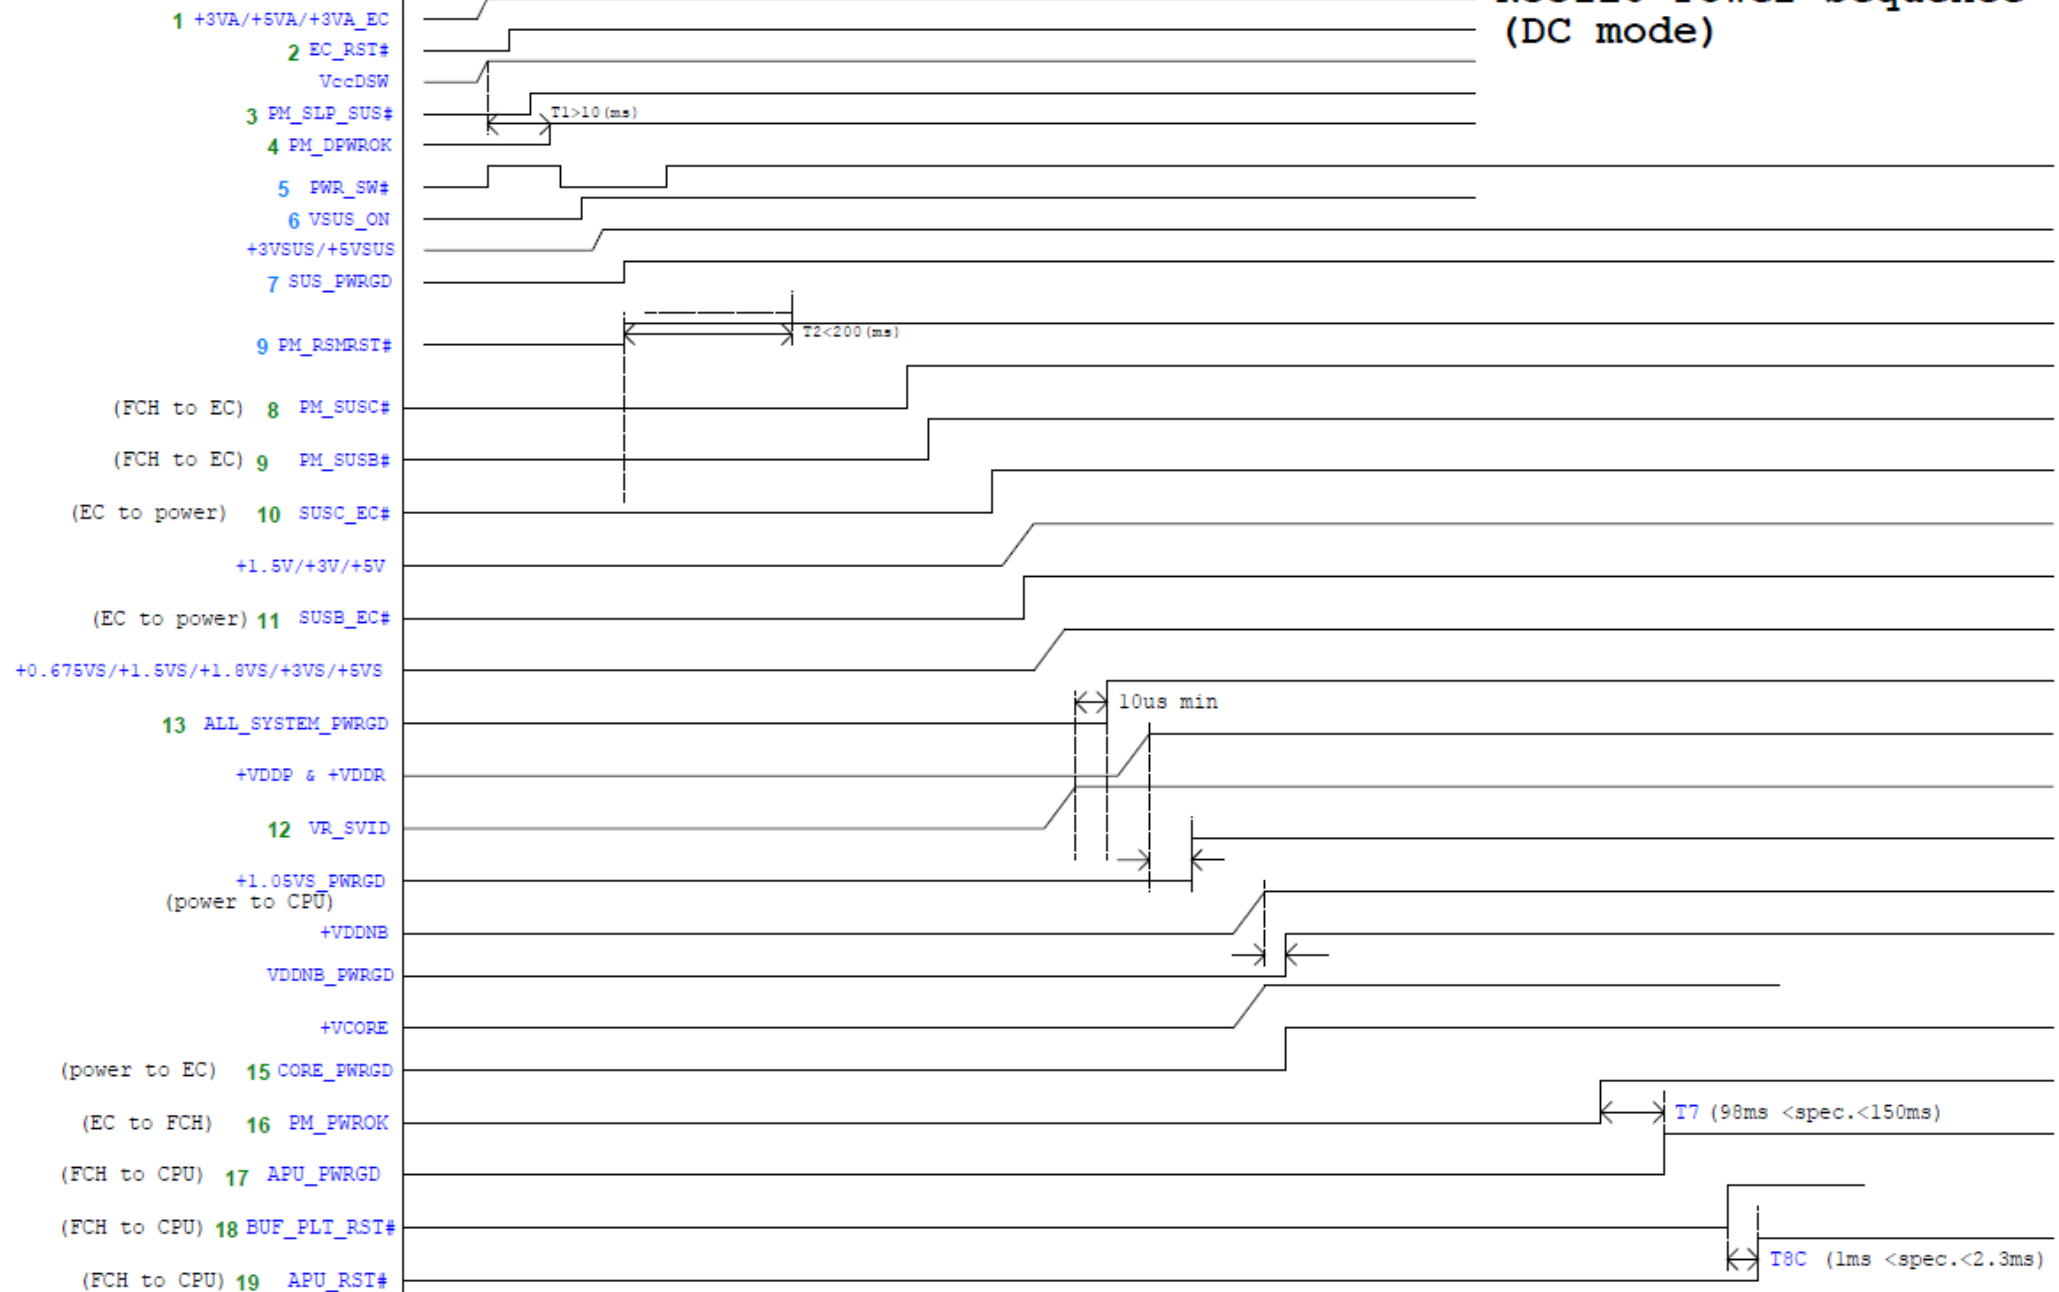 (DC mode)
1 +3VA/+5VA/+3VA_EC
2 EC_RST#
VccDSW
3 PM_SLP_SUS#
T1>10(ms)
4 PM_DPWROK
5 PWR_SW#
6 VSUS_ON
+3VSUS/+5VSUS
7 SUS_PWRGD
T2<200(ms)
9 PM_RSMRST#
(FCH to EC) 8 PM_SUSC#
(FCH to EC) 9 PM_SUSB#
(EC to power) 10 SUSC_EC#
+1.5V/+3V/+5V
(EC to power) 11 SUSB_EC#
+0.675VS/+1.5VS/+1.8VS/+3VS/+5VS
10us min
13 ALL_SYSTEM_PWRGD
+VDDP & +VDDR
12 VR_SVID
+1.05VS_PWRGD
(power to CPU)
+VDDNB
VDDNB_PWRGD
+VCORE
(power to EC) 15 CORE_PWRGD
(EC to FCH) 16 PM_PWROK
T7 (98ms <spec.<150ms)
(FCH to CPU) 17 APU_PWRGD
(FCH to CPU) 18 BUF_PLT_RST#
T8C (1ms <spec.<2.3ms)
(FCH to CPU) 19 APU_RST#